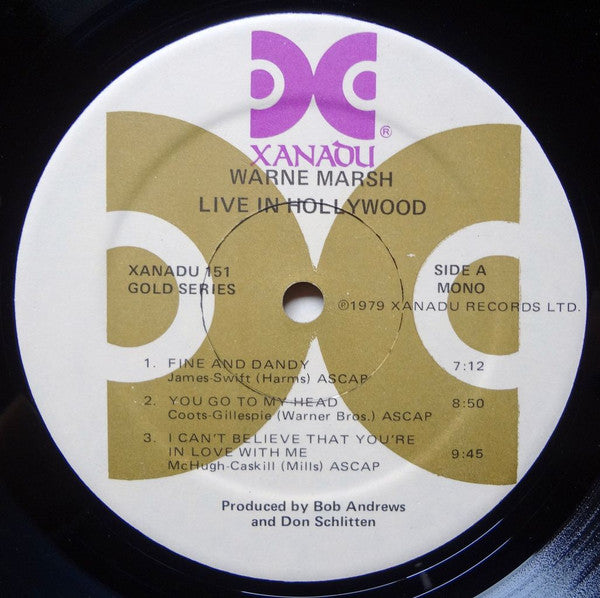 XANADU ®
WARNE MARSH
LIVE IN HOLLYWOOD
XANADU 151
GOLD SERIES
SIDE A
MONO
℗1979 XANADU RECORDS LTD.
1. FINE AND DANDY 7:12
James-Swift (Harms) ASCAP
2. YOU GO TO MY HEAD 8:50
Coots-Gillespie (Warner Bros.) ASCAP
3. I CAN'T BELIEVE THAT YOU'RE
IN LOVE WITH ME 9:45
McHugh-Caskill (Mills) ASCAP
Produced by Bob Andrews
and Don Schlitten